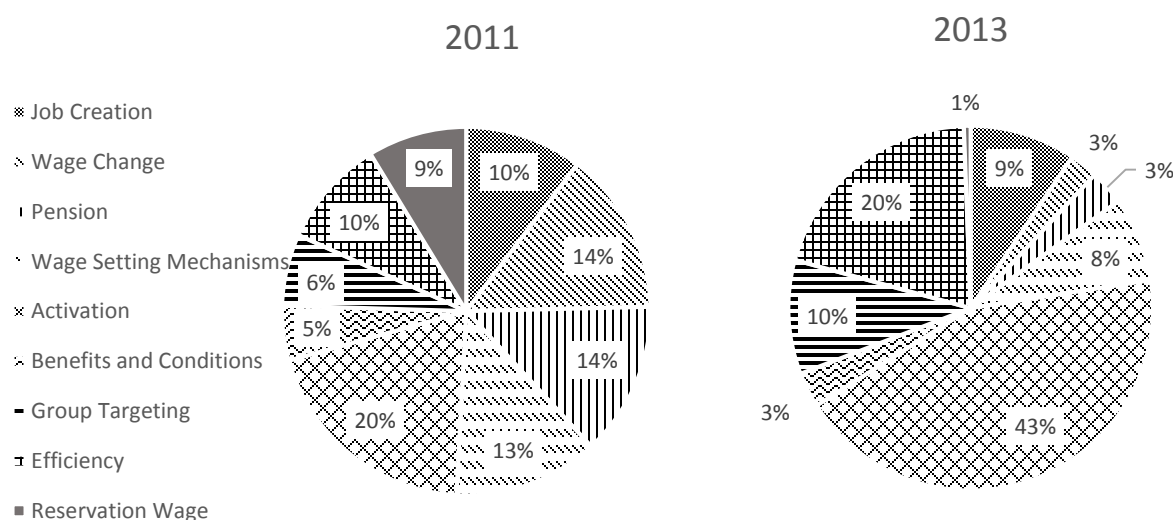 2011
2013
Job Creation
Wage Change
Pension
Wage Setting Mechanisms
Activation
Benefits and Conditions
Group Targeting
Efficiency
Reservation Wage
10%
14%
14%
13%
20%
5%
6%
10%
9%
9%
3%
3%
8%
43%
3%
10%
20%
1%